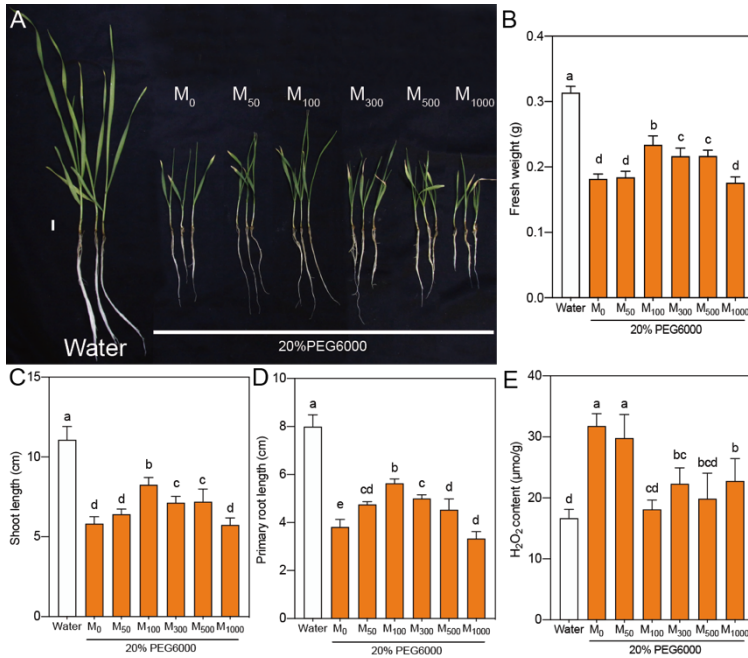 A
M0 M50 M100 M300 M500 M1000
Water
20%PEG6000
B
Fresh weight (g)
0.4
0.3
0.2
0.1
0.0
a d d b c c d
Water M0 M50 M100 M300 M500 M1000
20% PEG6000
C
Shoot length (cm)
15
10
5
0
a d d b c c d
Water M0 M50 M100 M300 M500 M1000
20% PEG6000
D
Primary root length (cm)
8
6
4
2
0
a e cd b c d d
Water M0 M50 M100 M300 M500 M1000
20% PEG6000
E
H2O2 content (μmo/g)
40
30
20
10
0
d a a cd bc bcd b
Water M0 M50 M100 M300 M500 M1000
20% PEG6000